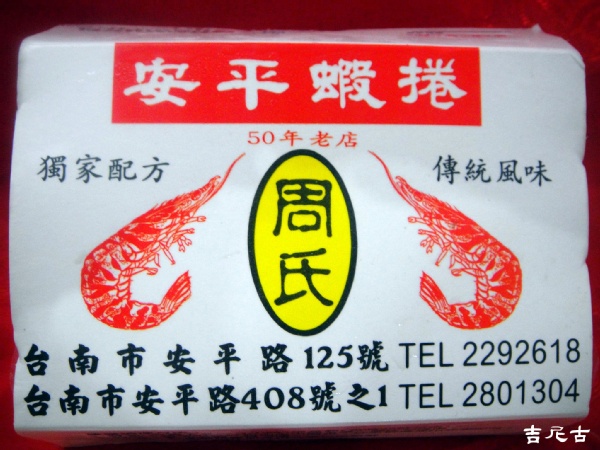 安平蝦捲
50年老店
獨家配方
周氏
傳統風味
台南市安平路125號 TEL 2292618
台南市安平路408號之1 TEL 2801304
吉尼古